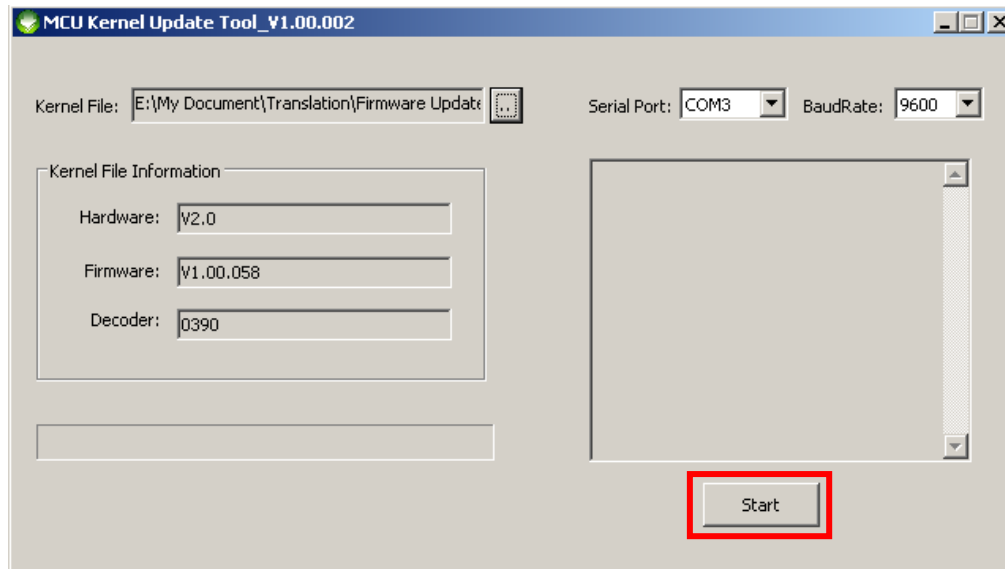 MCU Kernel Update Tool_V1.00.002
Kernel File: E:\My Document\Translation\Firmware Update ..
Serial Port: COM3 BaudRate: 9600
Kernel File Information
Hardware: V2.0
Firmware: V1.00.058
Decoder: 0390
Start